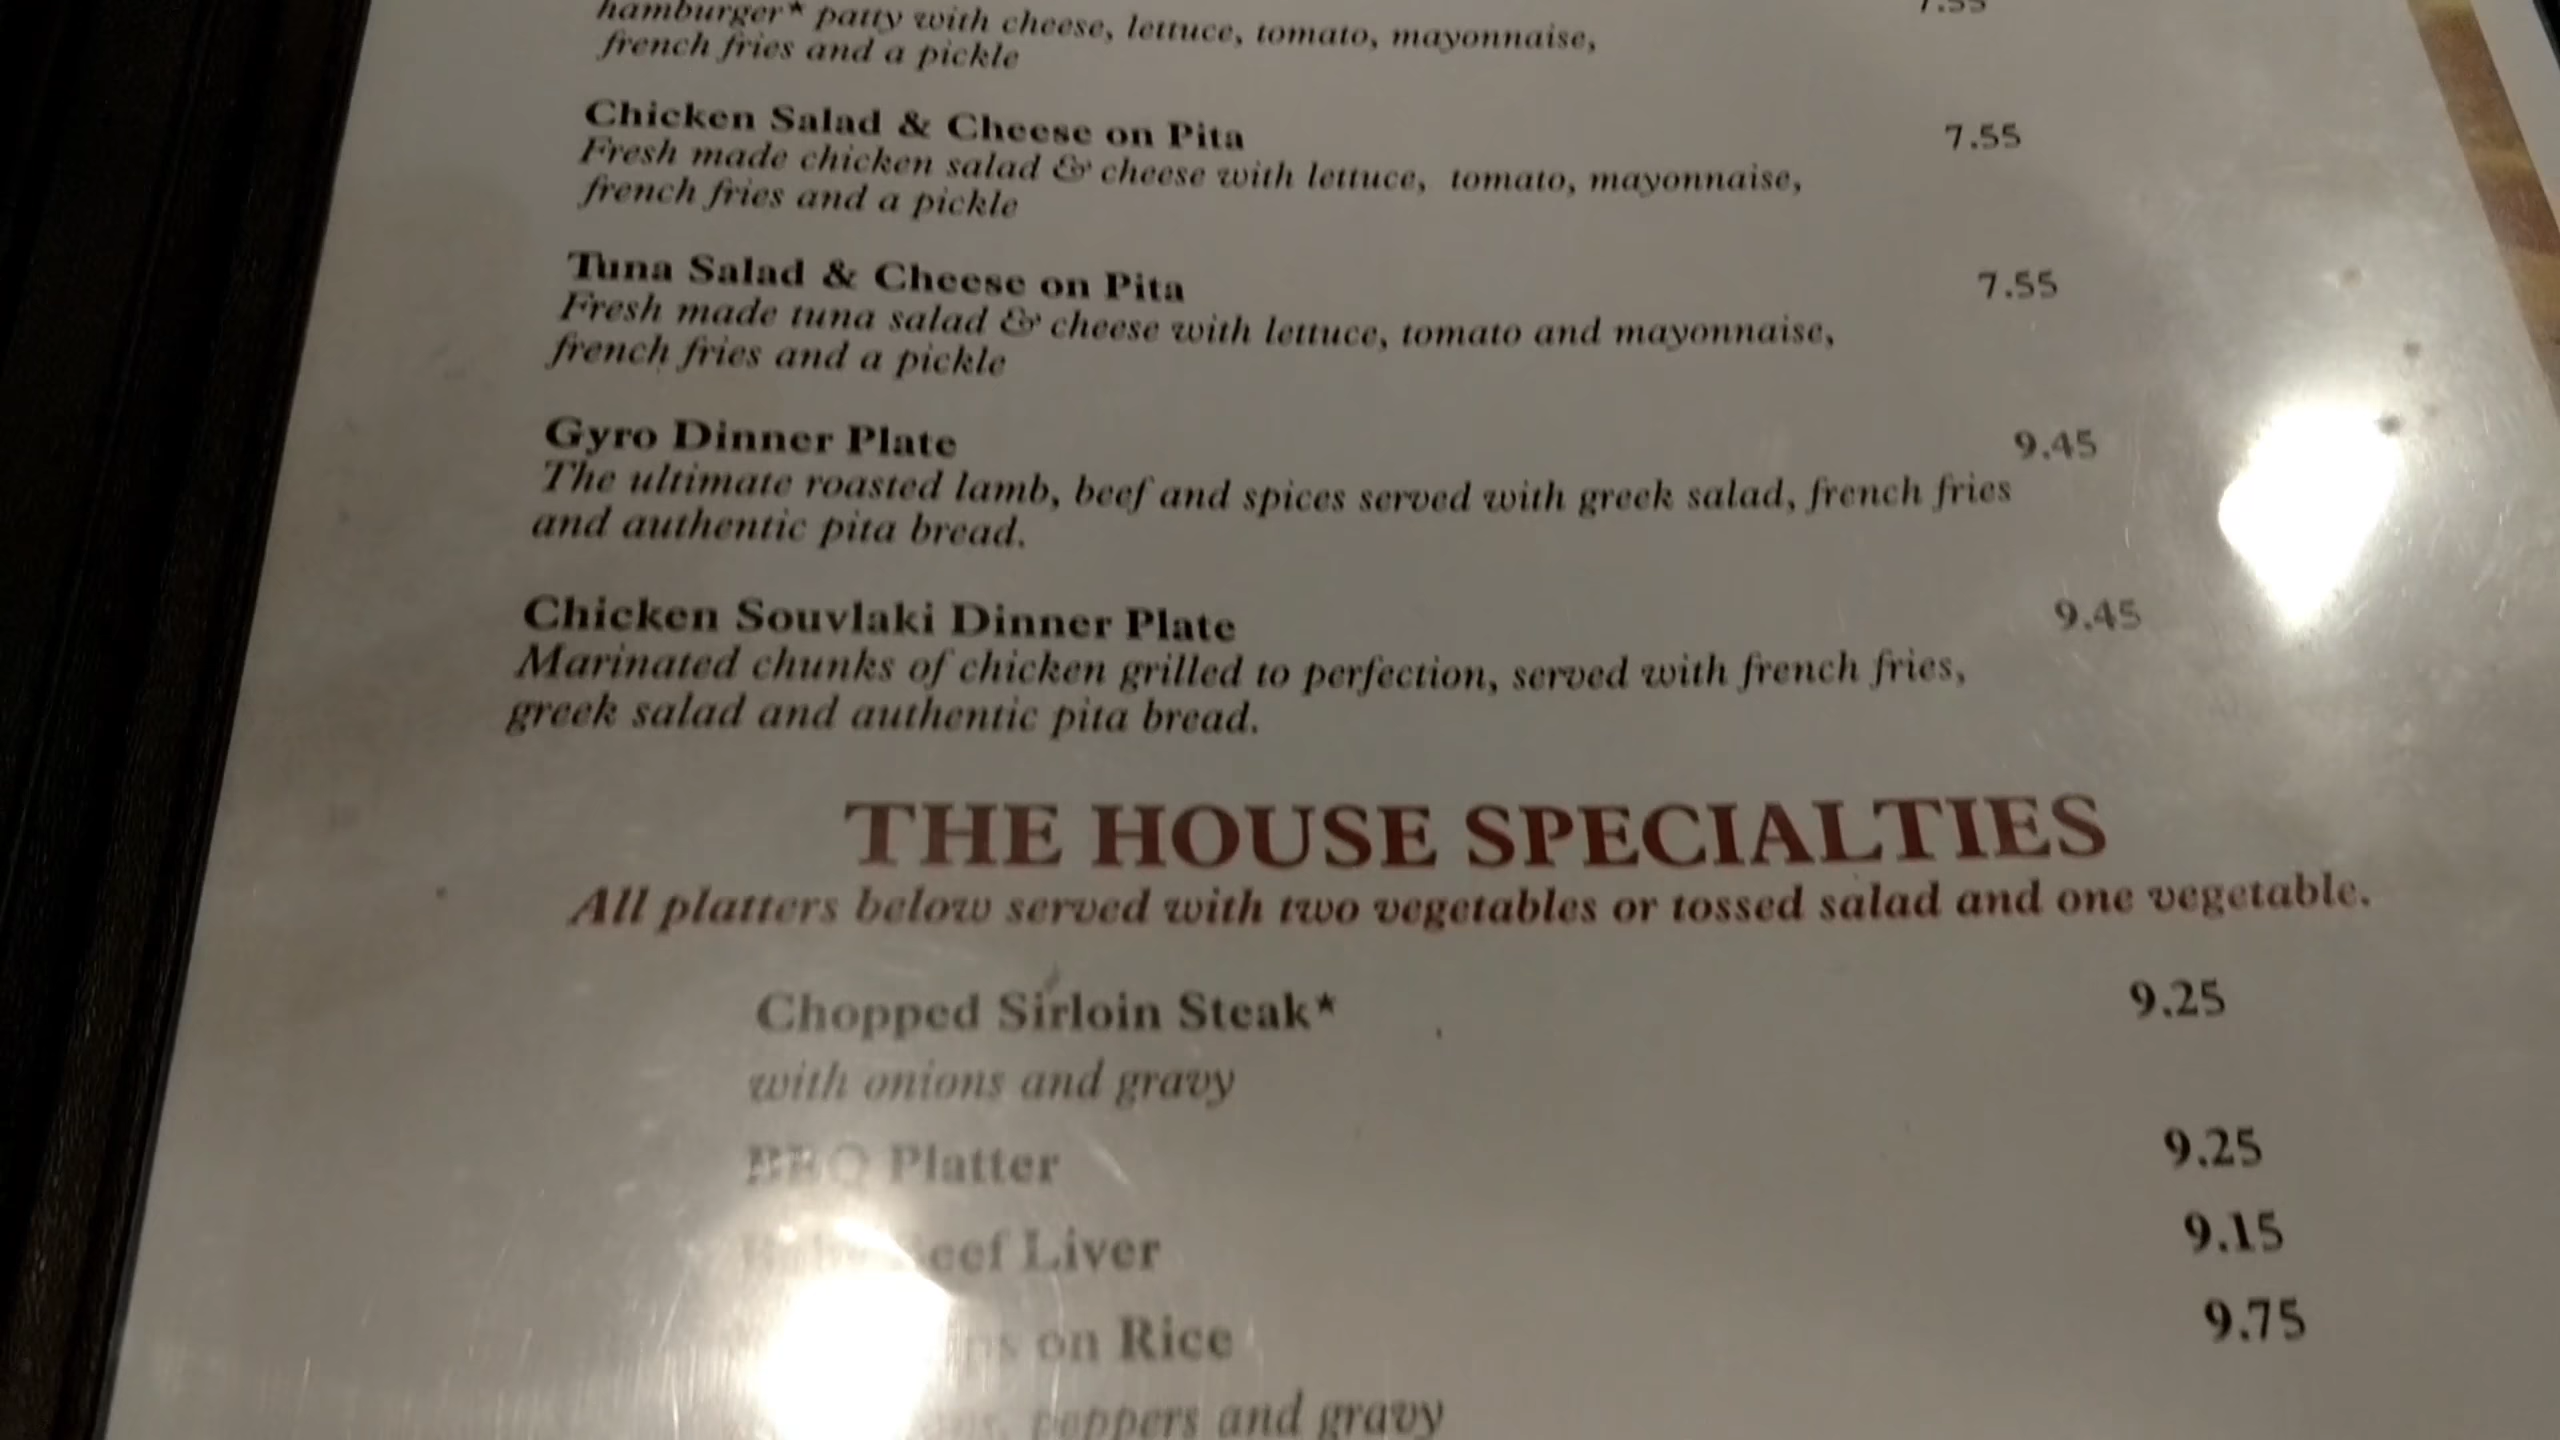 7.55
hamburger* patty with cheese, lettuce, tomato, mayonnaise,
french fries and a pickle
Chicken Salad & Cheese on Pita 7.55
Fresh made chicken salad & cheese with lettuce, tomato, mayonnaise,
french fries and a pickle
Tuna Salad & Cheese on Pita 7.55
Fresh made tuna salad & cheese with lettuce, tomato and mayonnaise,
french fries and a pickle
Gyro Dinner Plate 9.45
The ultimate roasted lamb, beef and spices served with greek salad, french fries
and authentic pita bread.
Chicken Souvlaki Dinner Plate 9.45
Marinated chunks of chicken grilled to perfection, served with french fries,
greek salad and authentic pita bread.
THE HOUSE SPECIALTIES
All platters below served with two vegetables or tossed salad and one vegetable.
Chopped Sirloin Steak* 9.25
with onions and gravy
BBQ Platter 9.25
Beef Liver 9.15
on Rice 9.75
peppers and gravy